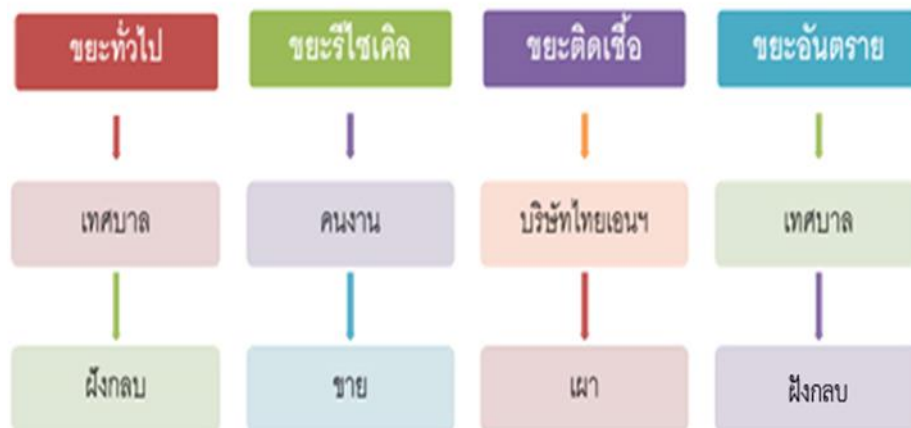 ขยะทั่วไป
ขยะรีไซเคิล
ขยะติดเชื้อ
ขยะอันตราย
เทศบาล
คนงาน
บริษัทไทยเอนฯ
เทศบาล
ฝังกลบ
ขาย
เผา
ฝังกลบ